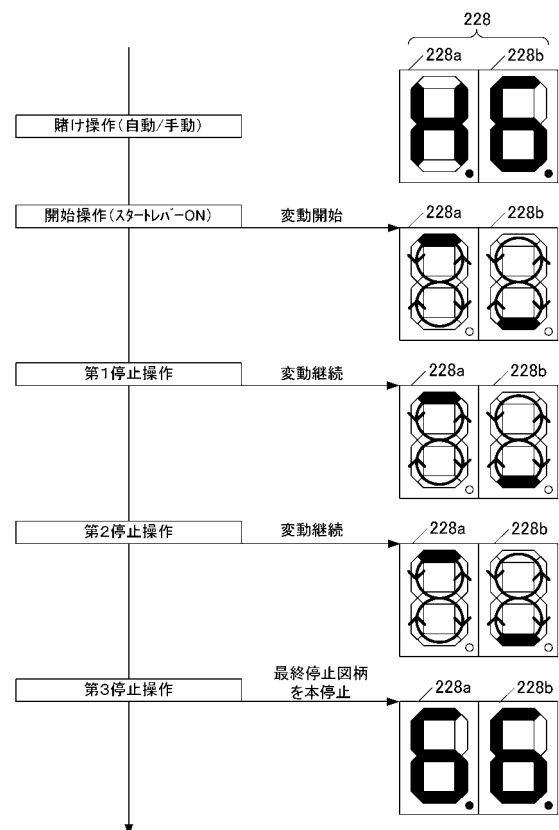 228
228a 228b
H6
賭け操作(自動/手動)
開始操作(スタートレバーON) 変動開始 228a 228b
第1停止操作 変動継続 228a 228b
第2停止操作 変動継続 228a 228b
第3停止操作 最終停止図柄
を本停止 228a 228b
66